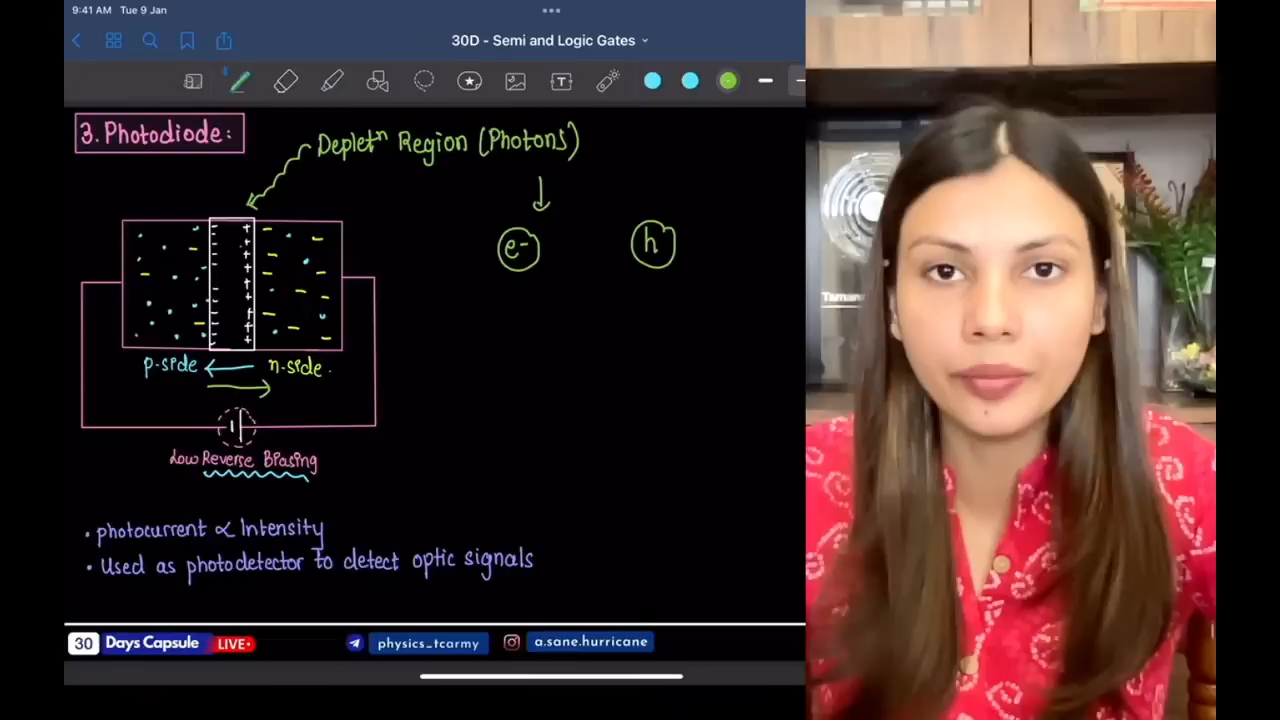 9:41 AM Tue 9 Jan
30D - Semi and Logic Gates
T
3. Photodiode:
Depletⁿ Region (Photons)
e-
h
p-side
n-side.
Low Reverse Biasing
• photocurrent ∝ Intensity
• Used as photodetector to detect optic signals
30 Days Capsule LIVE
physics_tcarmy
a.sane.hurricane